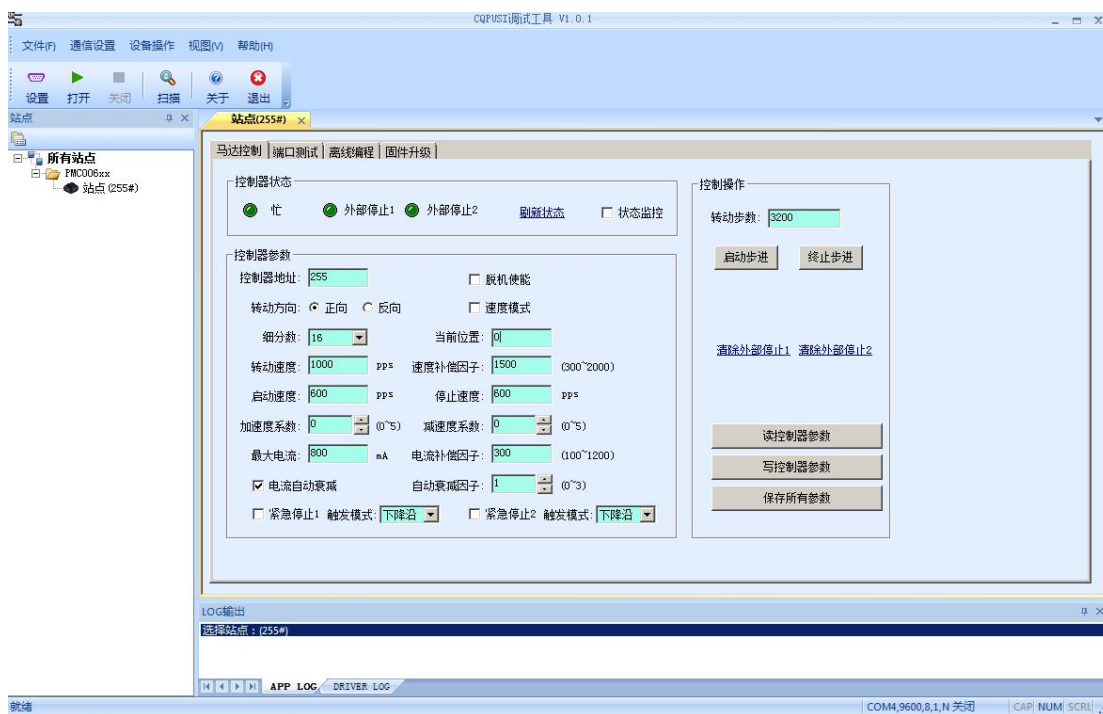 CQPUSI调试工具 V1.0.1
文件(F) 通信设置 设备操作 视图(V) 帮助(H)
设置 打开 关闭 扫描 关于 退出
站点
站点(255#)
所有站点
PMC006xx
站点(255#)
马达控制 端口测试 离线编程 固件升级
控制器状态
忙 外部停止1 外部停止2 刷新状态 状态监控
控制器参数
控制器地址: 255 脱机使能
转动方向: 正向 反向 速度模式
细分数: 16 当前位置: 0
转动速度: 1000 pps 速度补偿因子: 1500 (300~2000)
启动速度: 600 pps 停止速度: 600 pps
加速度系数: 0 (0~5) 减速度系数: 0 (0~5)
最大电流: 800 mA 电流补偿因子: 300 (100~1200)
电流自动衰减 自动衰减因子: 1 (0~3)
紧急停止1 触发模式: 下降沿 紧急停止2 触发模式: 下降沿
控制操作
转动步数: 3200
启动步进 终止步进
清除外部停止1 清除外部停止2
读控制器参数
写控制器参数
保存所有参数
LOG输出
选择站点：(255#)
APP LOG DRIVER LOG
就绪 COM4,9600,8,1,N 关闭 CAP NUM SCRL